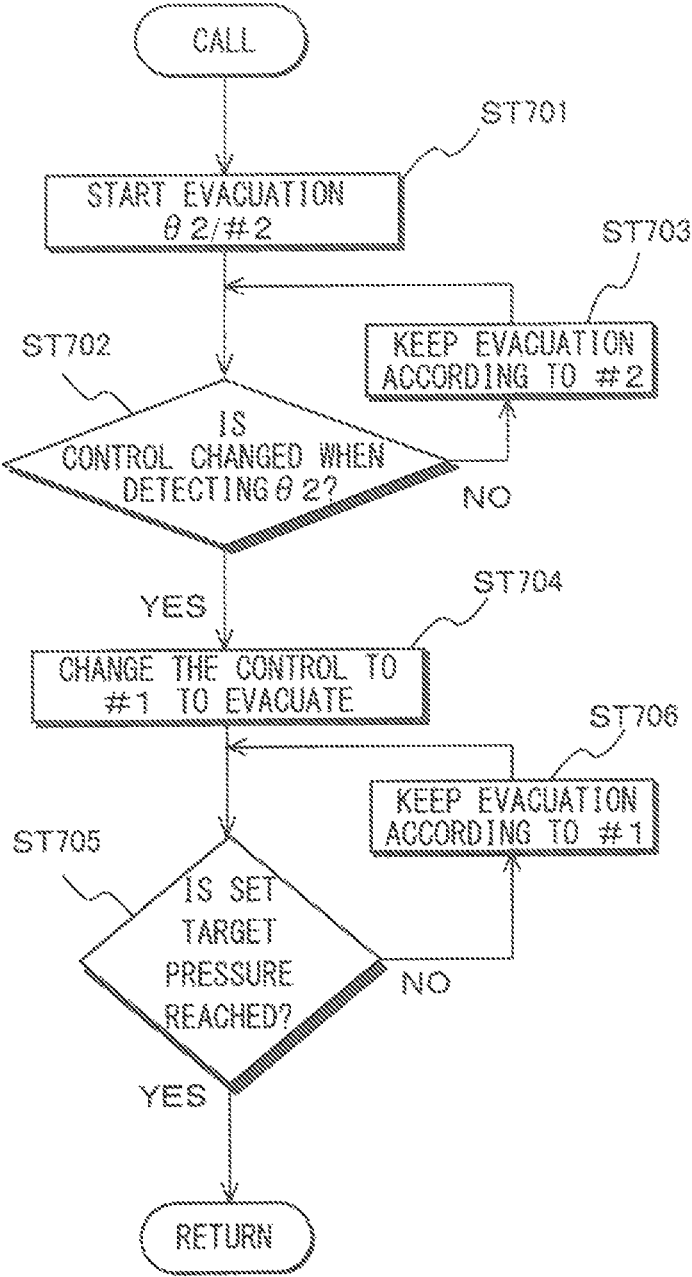 CALL
ST701
START EVACUATION
θ2/#2
ST703
KEEP EVACUATION
ACCORDING TO #2
ST702
IS
CONTROL CHANGED WHEN
DETECTING θ2?
NO
YES
ST704
CHANGE THE CONTROL TO
#1 TO EVACUATE
ST706
KEEP EVACUATION
ACCORDING TO #1
ST705
IS SET
TARGET
PRESSURE
REACHED?
NO
YES
RETURN